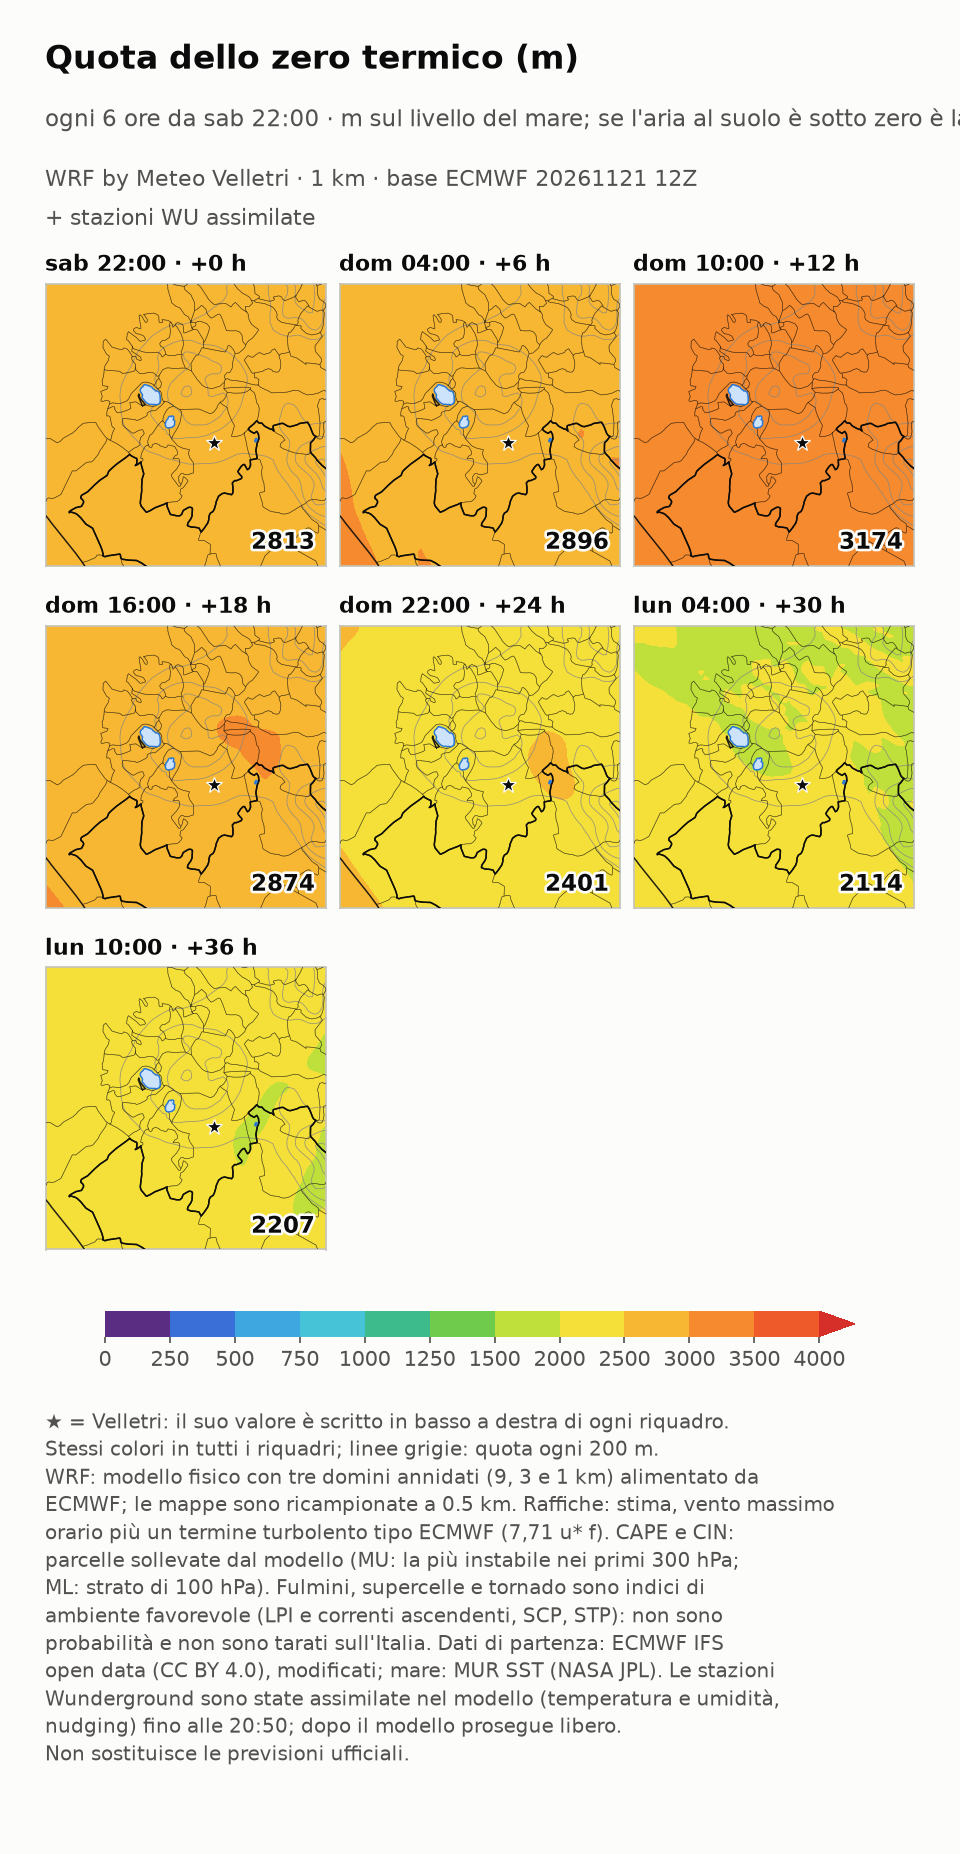 Quota dello zero termico (m)
ogni 6 ore da sab 22:00 · m sul livello del mare; se l'aria al suolo è sotto zero è
WRF by Meteo Velletri · 1 km · base ECMWF 20261121 12Z
+ stazioni WU assimilate
sab 22:00 · +0 h
dom 04:00 · +6 h
dom 10:00 · +12 h
2813
2896
3174
dom 16:00 · +18 h
dom 22:00 · +24 h
lun 04:00 · +30 h
2874
2401
2114
lun 10:00 · +36 h
2207
0 250 500 750 1000 1250 1500 2000 2500 3000 3500 4000
★ = Velletri: il suo valore è scritto in basso a destra di ogni riquadro.
Stessi colori in tutti i riquadri; linee grigie: quota ogni 200 m.
WRF: modello fisico con tre domini annidati (9, 3 e 1 km) alimentato da
ECMWF; le mappe sono ricampionate a 0.5 km. Raffiche: stima, vento massimo
orario più un termine turbolento tipo ECMWF (7,71 u* f). CAPE e CIN:
parcelle sollevate dal modello (MU: la più instabile nei primi 300 hPa;
ML: strato di 100 hPa). Fulmini, supercelle e tornado sono indici di
ambiente favorevole (LPI e correnti ascendenti, SCP, STP): non sono
probabilità e non sono tarati sull'Italia. Dati di partenza: ECMWF IFS
open data (CC BY 4.0), modificati; mare: MUR SST (NASA JPL). Le stazioni
Wunderground sono state assimilate nel modello (temperatura e umidità,
nudging) fino alle 20:50; dopo il modello prosegue libero.
Non sostituisce le previsioni ufficiali.